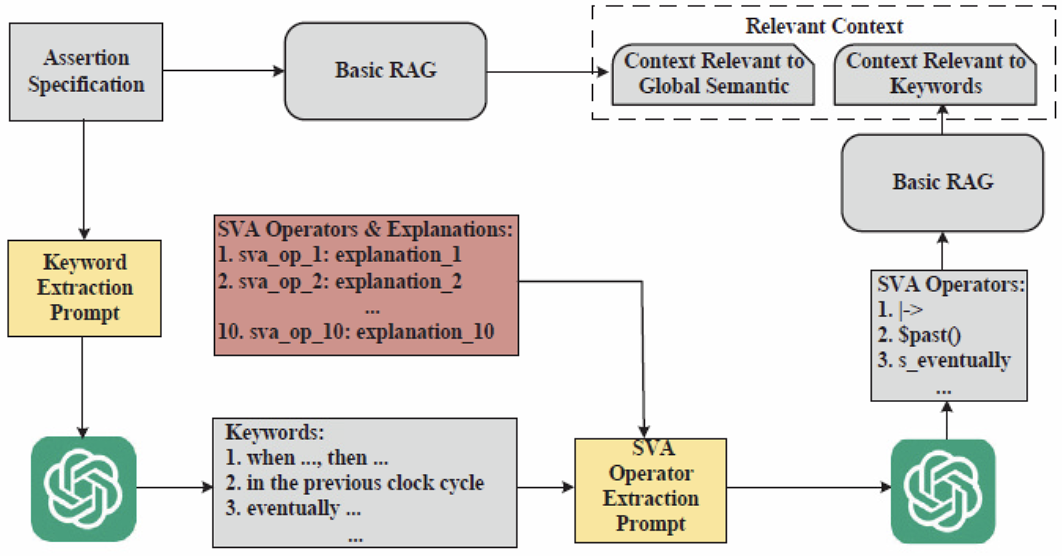 Assertion
Specification
Basic RAG
Relevant Context
Context Relevant to
Global Semantic
Context Relevant to
Keywords
Basic RAG
Keyword
Extraction
Prompt
SVA Operators & Explanations:
1. sva_op_1: explanation_1
2. sva_op_2: explanation_2
...
10. sva_op_10: explanation_10
SVA Operators:
1. |->
2. $past()
3. s_eventually
...
Keywords:
1. when ..., then ...
2. in the previous clock cycle
3. eventually ...
...
SVA
Operator
Extraction
Prompt